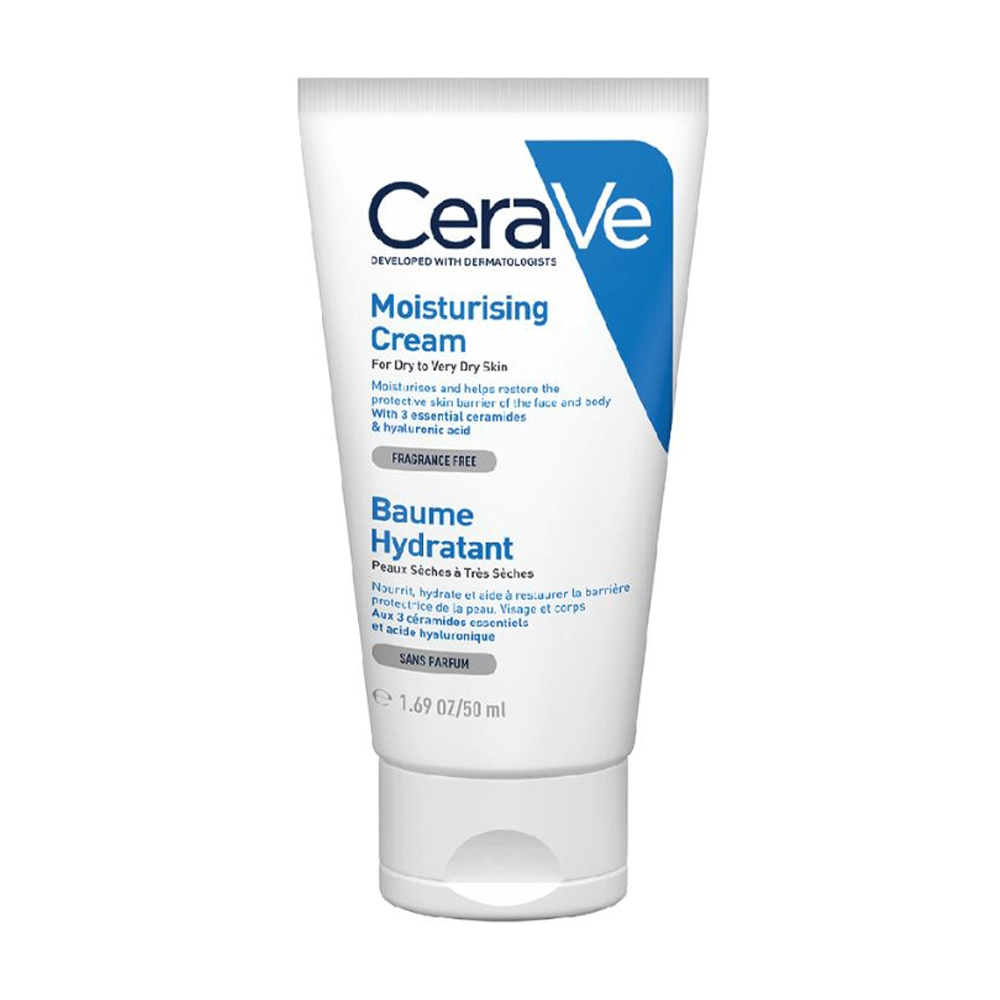 CeraVe
DEVELOPED WITH DERMATOLOGISTS
Moisturising
Cream
For Dry to Very Dry Skin
Moisturises and helps restore the
protective skin barrier of the face and body
With 3 essential ceramides
& hyaluronic acid
FRAGRANCE FREE
Baume
Hydratant
Peaux Sèches à Très Sèches
Nourrit, hydrate et aide à restaurer la barrière
protectrice de la peau. Visage et corps
Aux 3 céramides essentiels
et acide hyaluronique
SANS PARFUM
℮ 1.69 OZ/50 ml